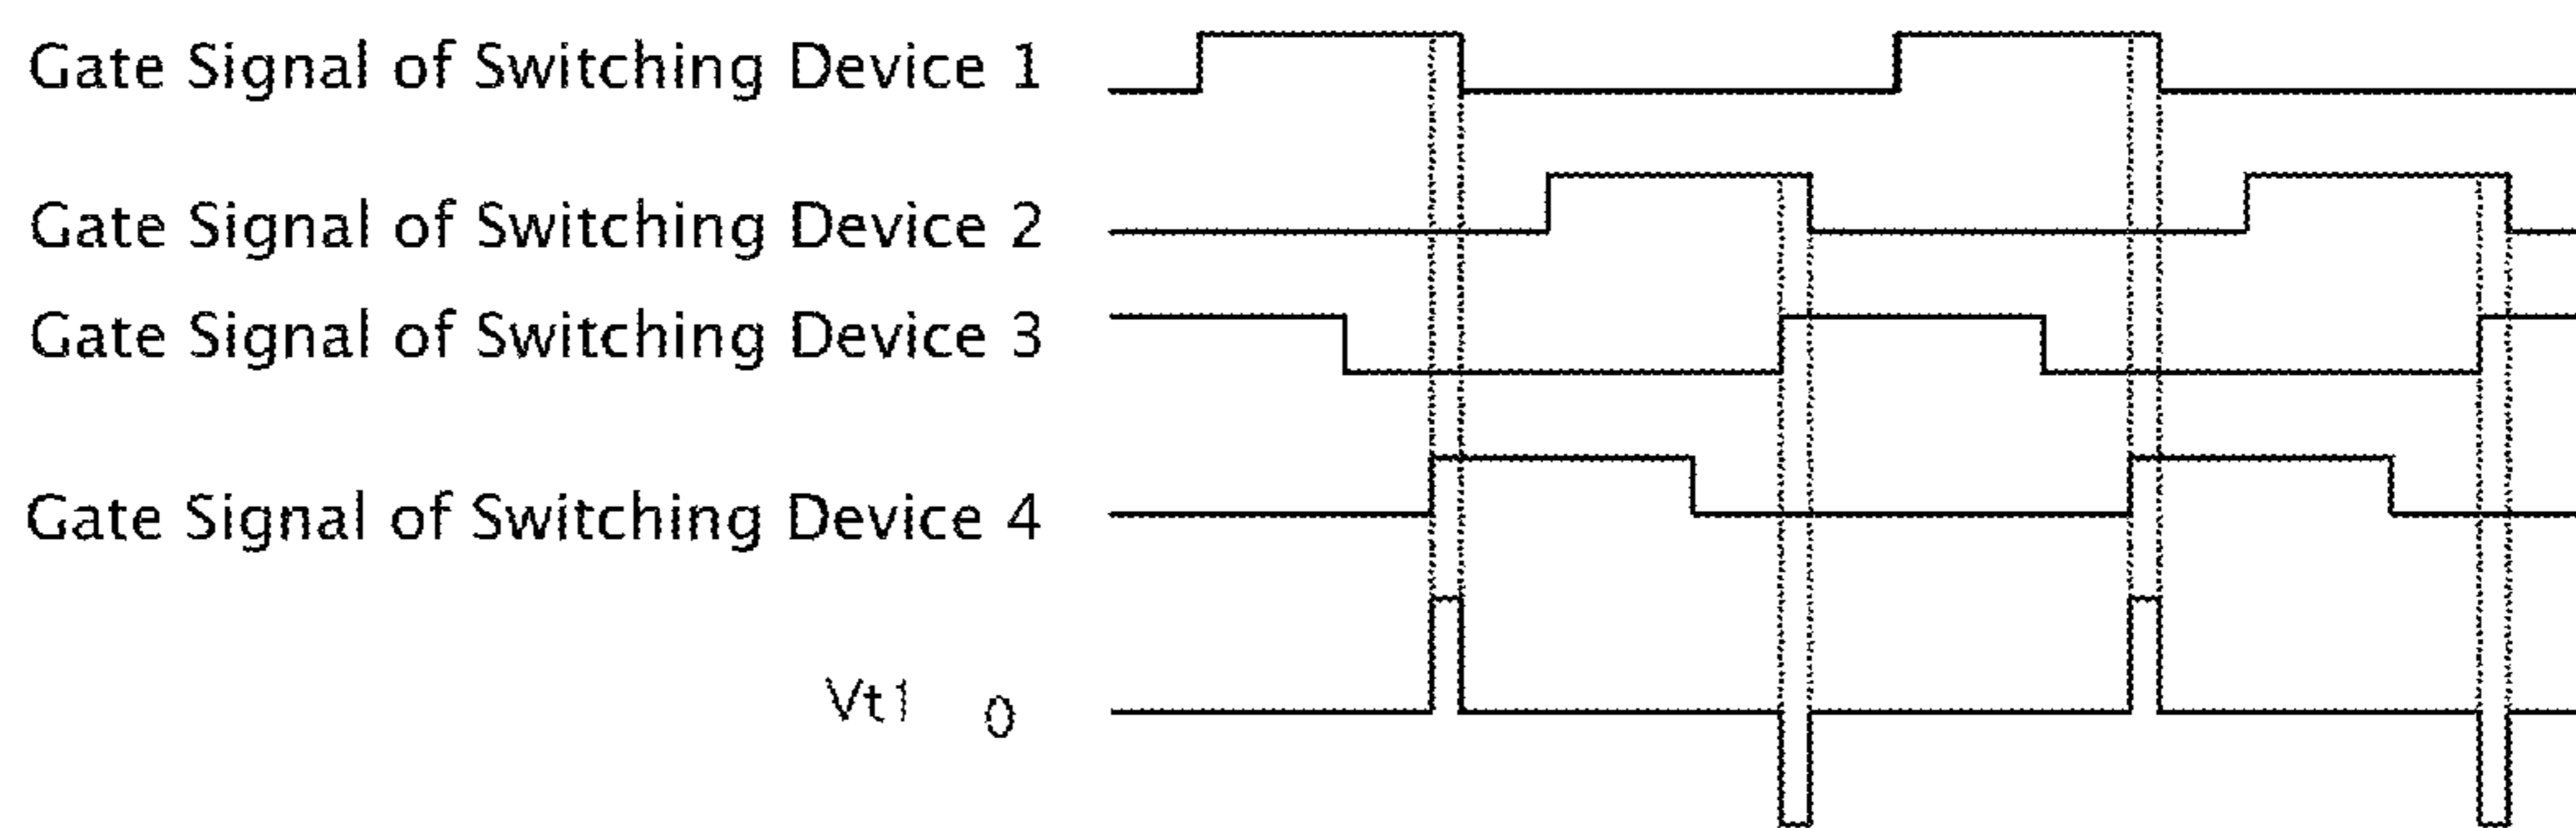 Gate Signal of Switching Device 1
Gate Signal of Switching Device 2
Gate Signal of Switching Device 3
Gate Signal of Switching Device 4
Vt1 0